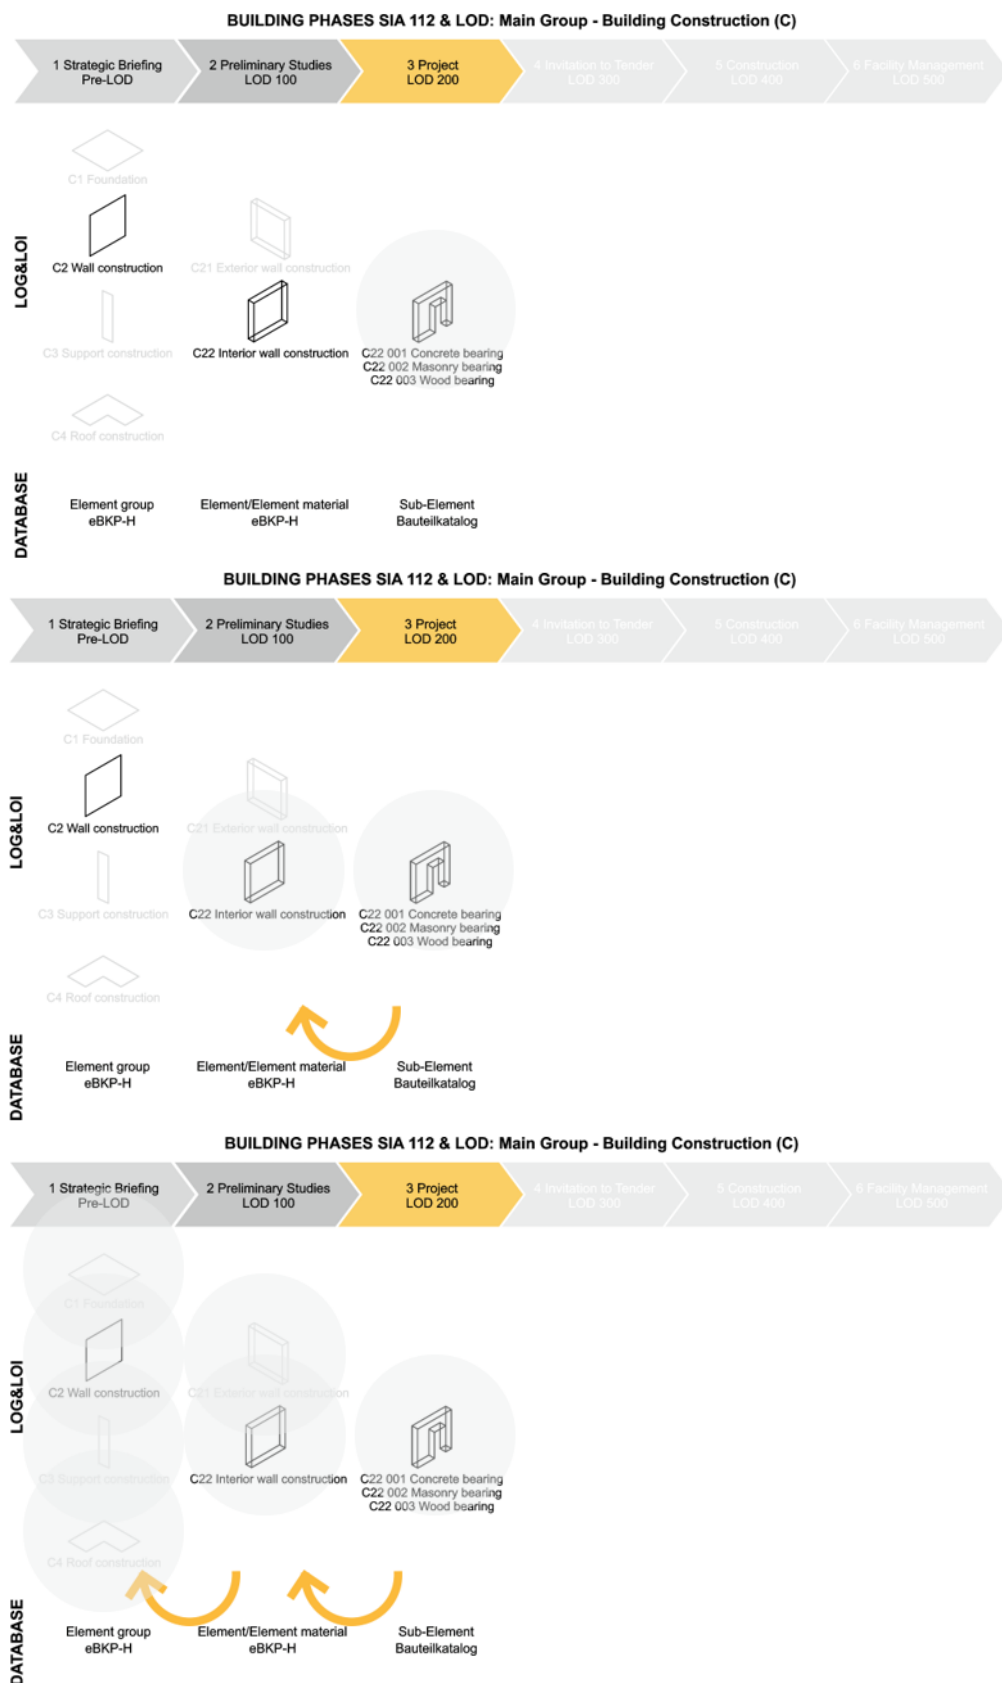 BUILDING PHASES SIA 112 & LOD: Main Group - Building Construction (C)
1 Strategic Briefing
Pre-LOD
2 Preliminary Studies
LOD 100
3 Project
LOD 200
4 Invitation to Tender
LOD 300
5 Construction
LOD 400
6 Facility Management
LOD 500
LOG&LOI
C1 Foundation
C2 Wall construction
C21 Exterior wall construction
C3 Support construction
C22 Interior wall construction
C22 001 Concrete bearing
C22 002 Masonry bearing
C22 003 Wood bearing
C4 Roof construction
DATABASE
Element group
eBKP-H
Element/Element material
eBKP-H
Sub-Element
Bauteilkatalog
BUILDING PHASES SIA 112 & LOD: Main Group - Building Construction (C)
1 Strategic Briefing
Pre-LOD
2 Preliminary Studies
LOD 100
3 Project
LOD 200
4 Invitation to Tender
LOD 300
5 Construction
LOD 400
6 Facility Management
LOD 500
LOG&LOI
C1 Foundation
C2 Wall construction
C21 Exterior wall construction
C3 Support construction
C22 Interior wall construction
C22 001 Concrete bearing
C22 002 Masonry bearing
C22 003 Wood bearing
C4 Roof construction
DATABASE
Element group
eBKP-H
Element/Element material
eBKP-H
Sub-Element
Bauteilkatalog
BUILDING PHASES SIA 112 & LOD: Main Group - Building Construction (C)
1 Strategic Briefing
Pre-LOD
2 Preliminary Studies
LOD 100
3 Project
LOD 200
4 Invitation to Tender
LOD 300
5 Construction
LOD 400
6 Facility Management
LOD 500
LOG&LOI
C1 Foundation
C2 Wall construction
C21 Exterior wall construction
C3 Support construction
C22 Interior wall construction
C22 001 Concrete bearing
C22 002 Masonry bearing
C22 003 Wood bearing
C4 Roof construction
DATABASE
Element group
eBKP-H
Element/Element material
eBKP-H
Sub-Element
Bauteilkatalog